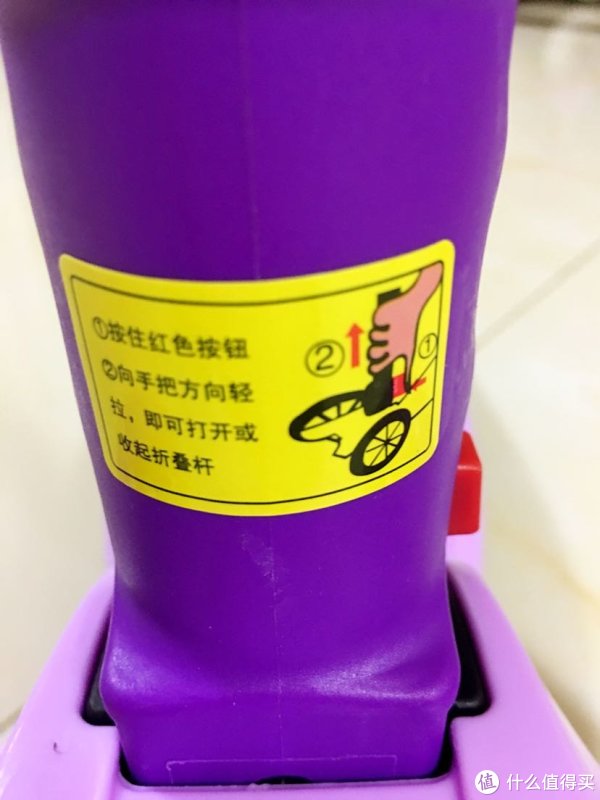 ①按住红色按钮
②向手把方向轻
拉，即可打开或
收起折叠杆
②
①
值 什么值得买